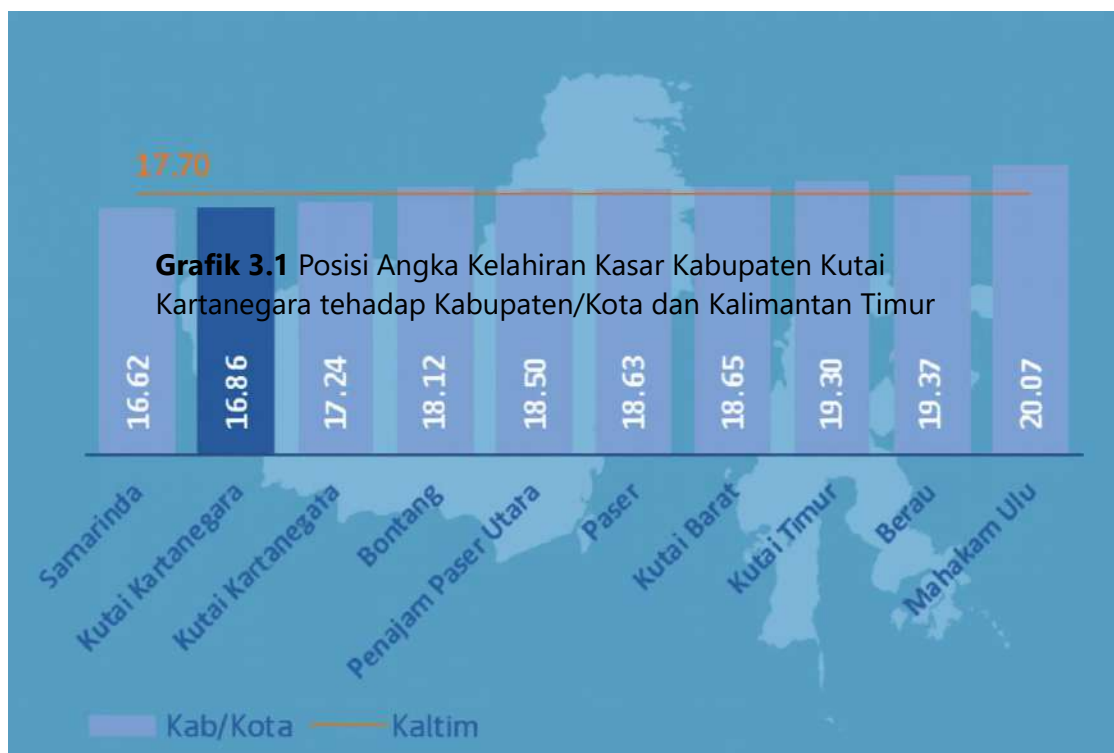 17.70
Grafik 3.1 Posisi Angka Kelahiran Kasar Kabupaten Kutai
Kartanegara tehadap Kabupaten/Kota dan Kalimantan Timur
16.62
16.86
17.24
18.12
18.50
18.63
18.65
19.30
19.37
20.07
Samarinda
Kutai Kartanegara
Kutai Kartanegara
Bontang
Penajam Paser Utara
Paser
Kutai Barat
Kutai Timur
Berau
Mahakam Ulu
Kab/Kota
Kaltim